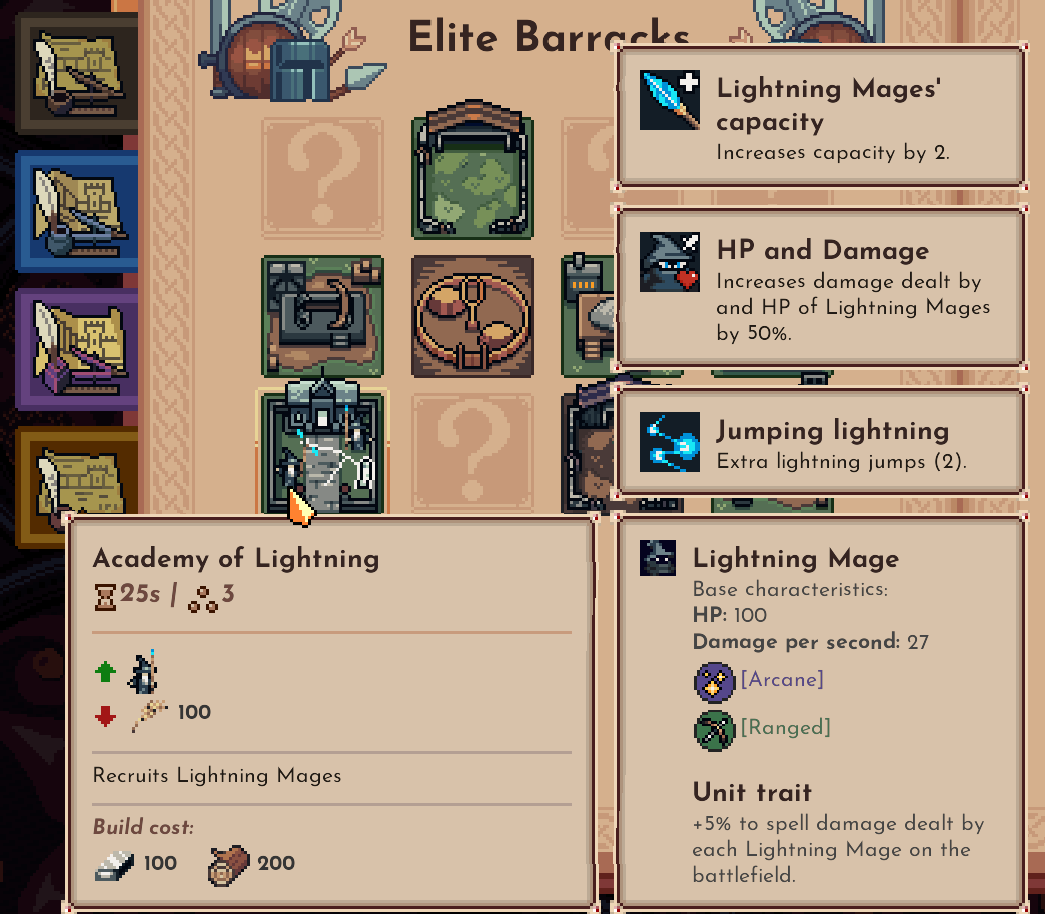 Elite Barracks
Lightning Mages'
capacity
Increases capacity by 2.
HP and Damage
Increases damage dealt by
and HP of Lightning Mages
by 50%.
Jumping lightning
Extra lightning jumps (2).
Academy of Lightning
25s | 3
100
Recruits Lightning Mages
Build cost:
100 200
Lightning Mage
Base characteristics:
HP: 100
Damage per second: 27
[Arcane]
[Ranged]
Unit trait
+5% to spell damage dealt by
each Lightning Mage on the
battlefield.